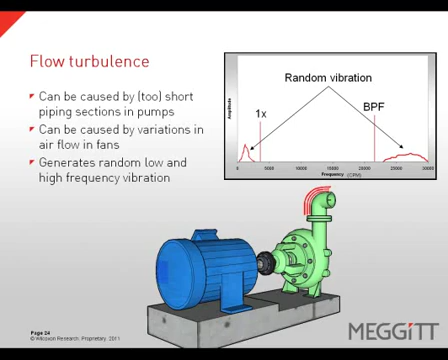 Flow turbulence
Can be caused by (too) short
piping sections in pumps
Can be caused by variations in
air flow in fans
Generates random low and
high frequency vibration
Random vibration
1x
BPF
Amplitude
0
5000
10000
15000
20000
25000
30000
Frequency (CPM)
Page 24
© Wilcoxon Research. Proprietary. 2011
MEGGITT